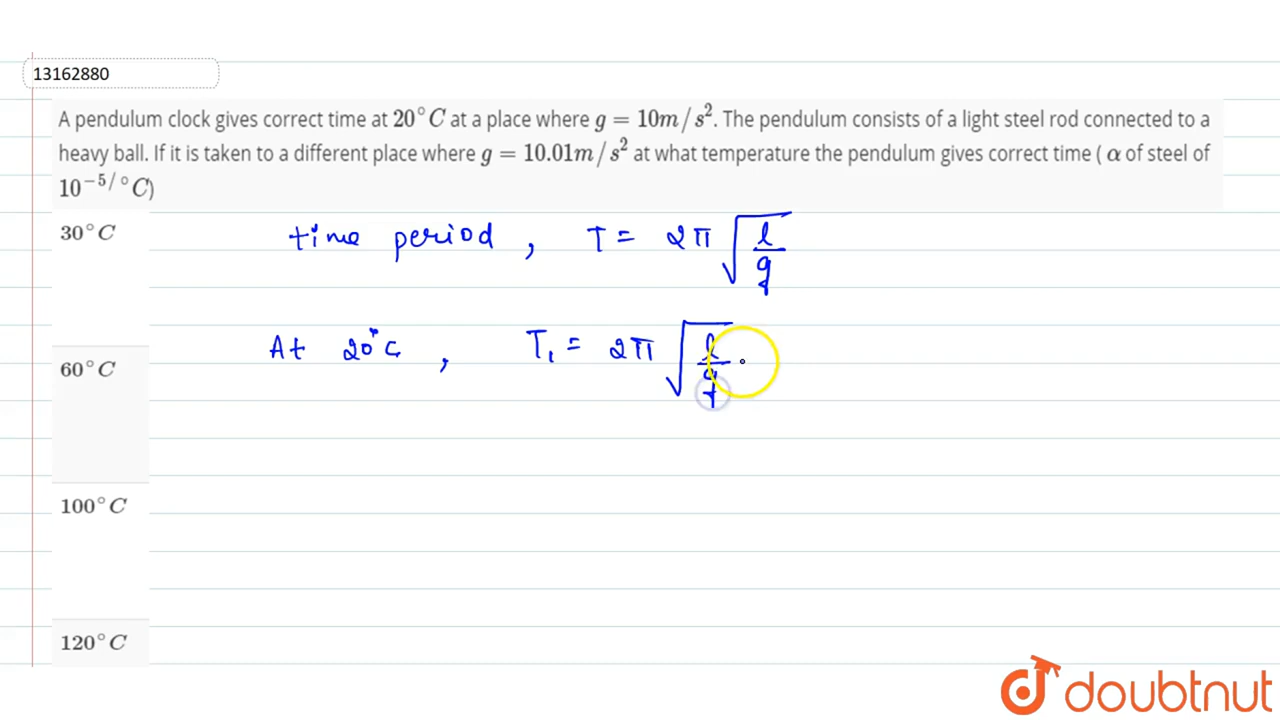 13162880
A pendulum clock gives correct time at 20°C at a place where g = 10m/s². The pendulum consists of a light steel rod connected to a
heavy ball. If it is taken to a different place where g = 10.01m/s² at what temperature the pendulum gives correct time ( α of steel of
10^{−5/°}C)
30°C
time period , T = 2π √(l/g)
At 20°C , T₁ = 2π √(l/g)
60°C
100°C
120°C
doubtnut